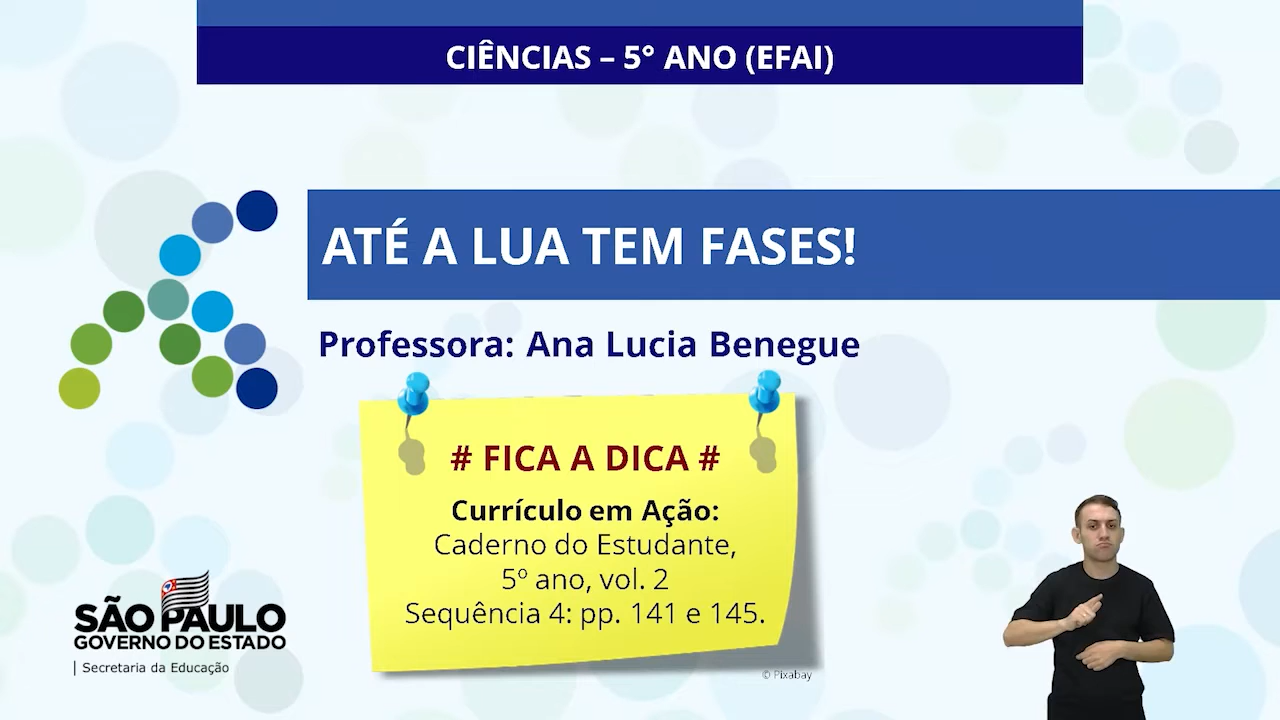 CIÊNCIAS – 5° ANO (EFAI)
ATÉ A LUA TEM FASES!
Professora: Ana Lucia Benegue
# FICA A DICA #
Currículo em Ação:
Caderno do Estudante,
5º ano, vol. 2
Sequência 4: pp. 141 e 145.
© Pixabay
SÃO PAULO
GOVERNO DO ESTADO
| Secretaria da Educação